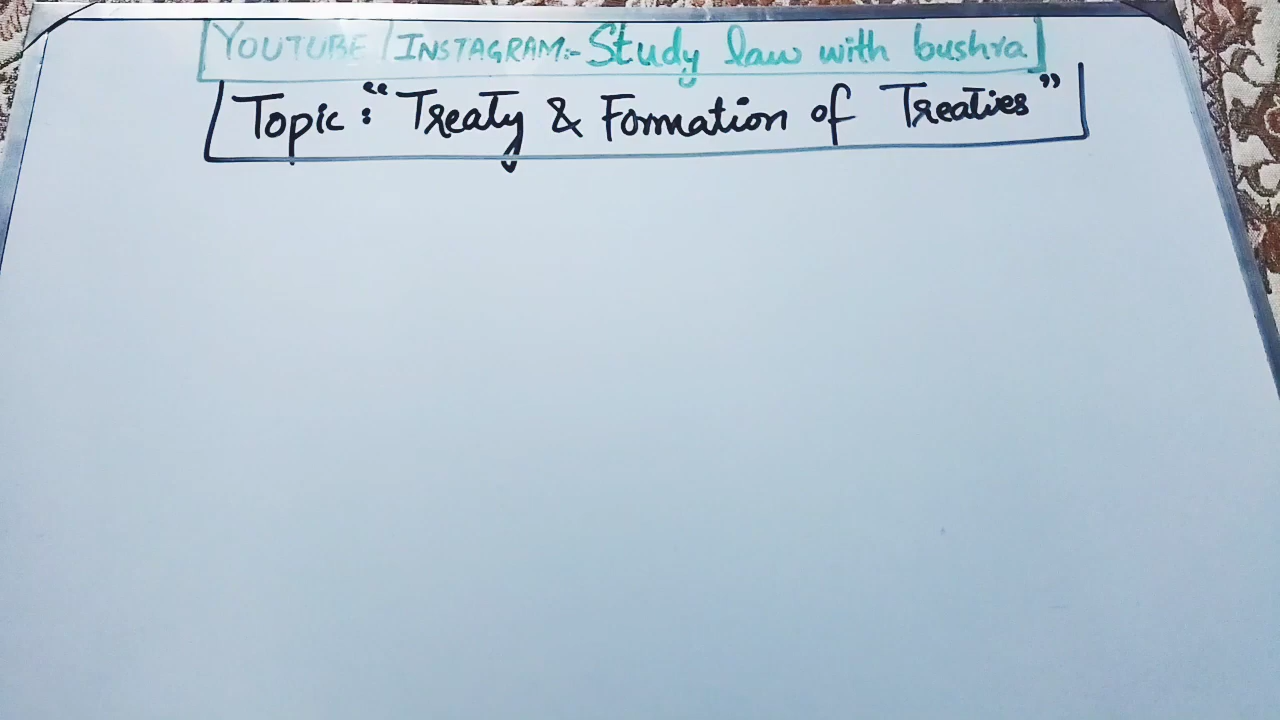 YOUTUBE / INSTAGRAM:- Study law with bushra
Topic : "Treaty & Formation of Treaties"